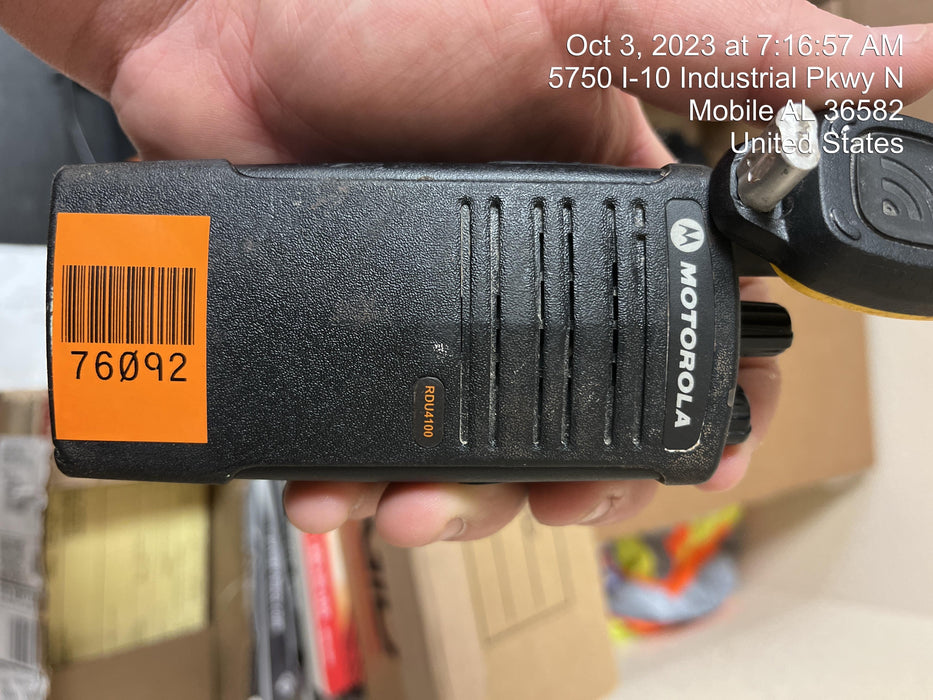 Oct 3, 2023 at 7:16:57 AM
5750 I-10 Industrial Pkwy N
Mobile AL 36582
United States
76092
RDU4100
MOTOROLA